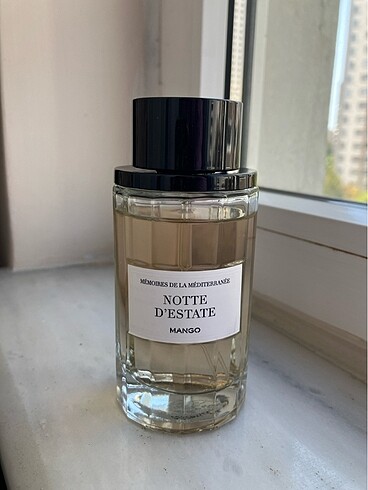 MÉMOIRES DE LA MÉDITERRANÉE
NOTTE
D'ESTATE
MANGO